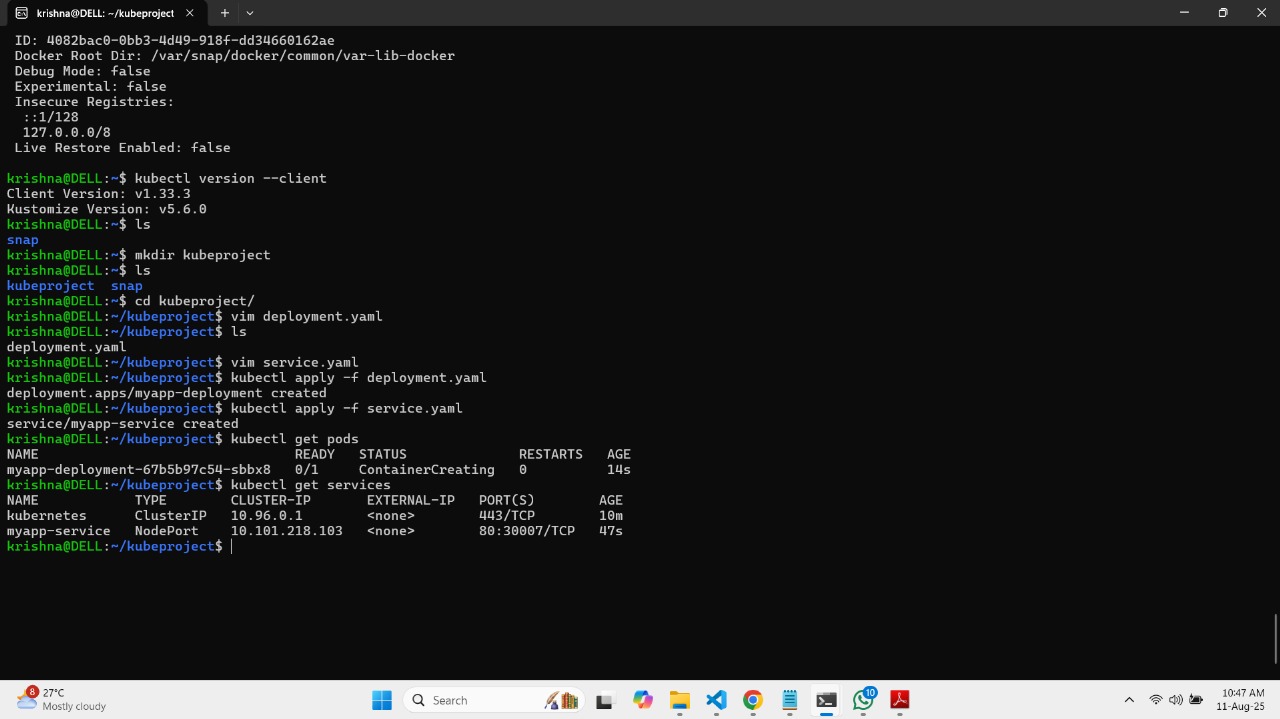 krishna@DELL: ~/kubeproject
ID: 4082bac0-0bb3-4d49-918f-dd34660162ae
Docker Root Dir: /var/snap/docker/common/var-lib-docker
Debug Mode: false
Experimental: false
Insecure Registries:
::1/128
127.0.0.0/8
Live Restore Enabled: false
krishna@DELL:~$ kubectl version --client
Client Version: v1.33.3
Kustomize Version: v5.6.0
krishna@DELL:~$ ls
snap
krishna@DELL:~$ mkdir kubeproject
krishna@DELL:~$ ls
kubeproject  snap
krishna@DELL:~$ cd kubeproject/
krishna@DELL:~/kubeproject$ vim deployment.yaml
krishna@DELL:~/kubeproject$ ls
deployment.yaml
krishna@DELL:~/kubeproject$ vim service.yaml
krishna@DELL:~/kubeproject$ kubectl apply -f deployment.yaml
deployment.apps/myapp-deployment created
krishna@DELL:~/kubeproject$ kubectl apply -f service.yaml
service/myapp-service created
krishna@DELL:~/kubeproject$ kubectl get pods
NAME                                READY   STATUS              RESTARTS   AGE
myapp-deployment-67b5b97c54-sbbx8   0/1     ContainerCreating   0          14s
krishna@DELL:~/kubeproject$ kubectl get services
NAME            TYPE        CLUSTER-IP       EXTERNAL-IP   PORT(S)        AGE
kubernetes      ClusterIP   10.96.0.1        <none>        443/TCP        10m
myapp-service   NodePort    10.101.218.103   <none>        80:30007/TCP   47s
krishna@DELL:~/kubeproject$
8
27°C
Mostly cloudy
Search
10
10:47 AM
11-Aug-25